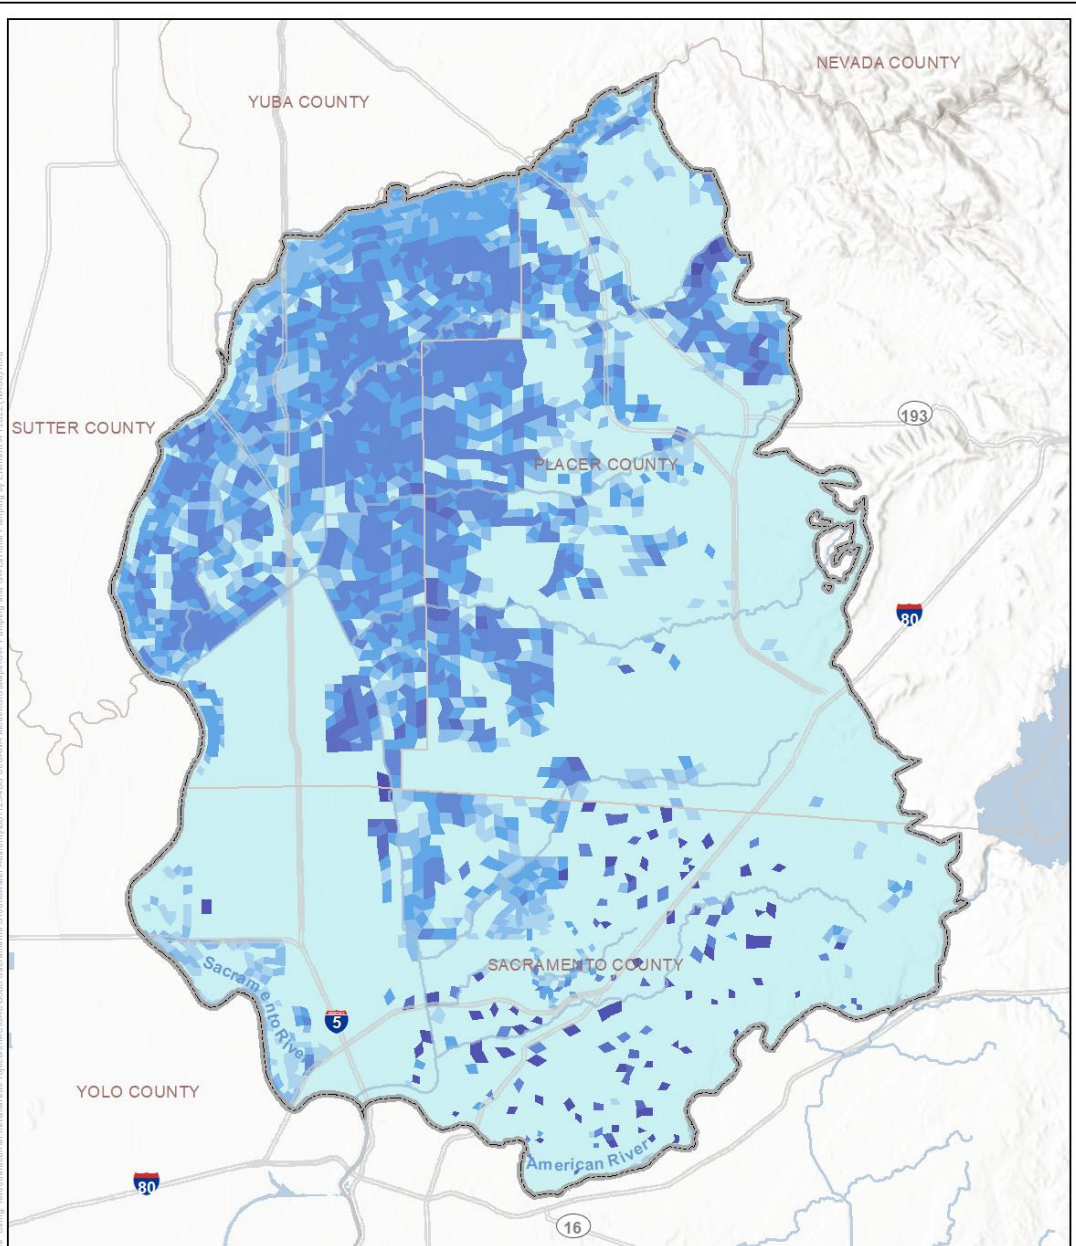 NEVADA COUNTY
YUBA COUNTY
193
SUTTER COUNTY
PLACER COUNTY
80
SACRAMENTO COUNTY
Sacramento River
5
YOLO COUNTY
American River
80
16